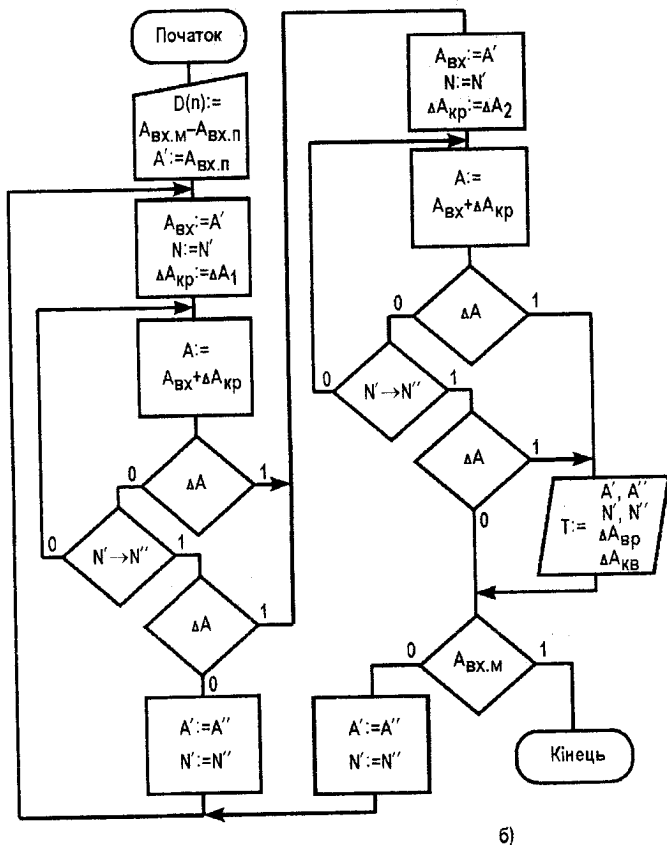 Початок
D(n):=
Aвх.м–Aвх.п
A′:=Aвх.п
Aвх:=A′
N:=N′
ΔAкр:=ΔA1
A:=
Aвх+ΔAкр
ΔA
0
1
N′→N″
0
1
ΔA
1
0
A′:=A″
N′:=N″
Aвх:=A′
N:=N′
ΔAкр:=ΔA2
A:=
Aвх+ΔAкр
ΔA
0
1
N′→N″
0
1
ΔA
1
0
T:=
A′, A″
N′, N″
ΔAвр
ΔAкв
Aвх.м
0
1
A′:=A″
N′:=N″
Кінець
б)